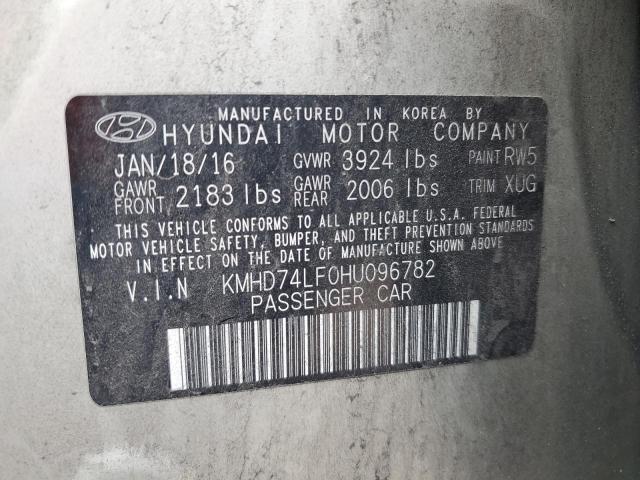 MANUFACTURED IN KOREA BY
HYUNDAI MOTOR COMPANY
JAN/18/16 GVWR 3924 lbs PAINT RW5
GAWR FRONT 2183 lbs GAWR REAR 2006 lbs TRIM XUG
THIS VEHICLE CONFORMS TO ALL APPLICABLE U.S.A. FEDERAL
MOTOR VEHICLE SAFETY, BUMPER, AND THEFT PREVENTION STANDARDS
IN EFFECT ON THE DATE OF MANUFACTURE SHOWN ABOVE.
V.I.N KMHD74LF0HU096782
PASSENGER CAR